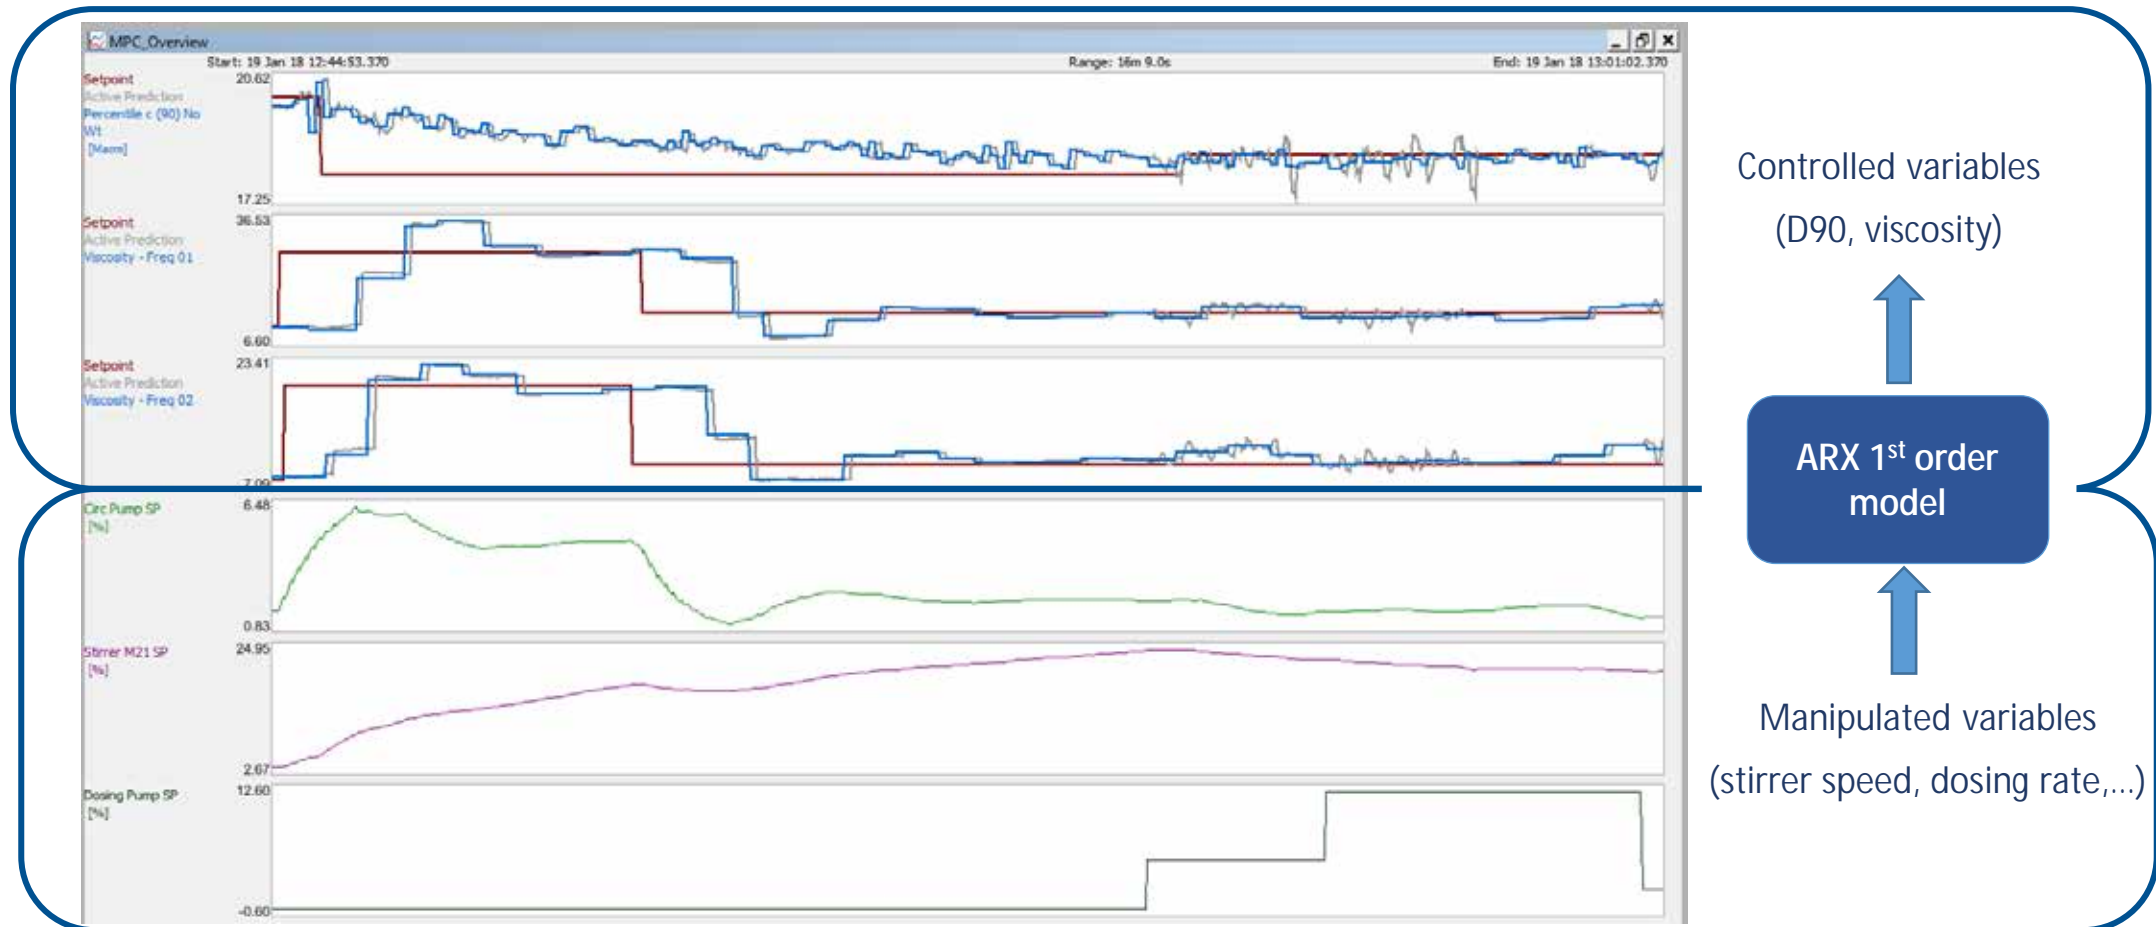 MPC_Overview
Start: 19 Jan 18 12:44:53.370
Range: 16m 9.0s
End: 19 Jan 18 13:01:02.370
Setpoint
Active Prediction
Percentile c (90) No
Wt
20.62
17.25
Setpoint
Active Prediction
Viscosity - Freq 01
36.53
6.60
Setpoint
Active Prediction
Viscosity - Freq 02
23.41
7.09
Circ Pump SP
[%]
6.48
0.83
Stirrer M21 SP
[%]
24.95
2.67
Dosing Pump SP
[%]
12.60
-0.60
Controlled variables
(D90, viscosity)
ARX 1st order
model
Manipulated variables
(stirrer speed, dosing rate,...)